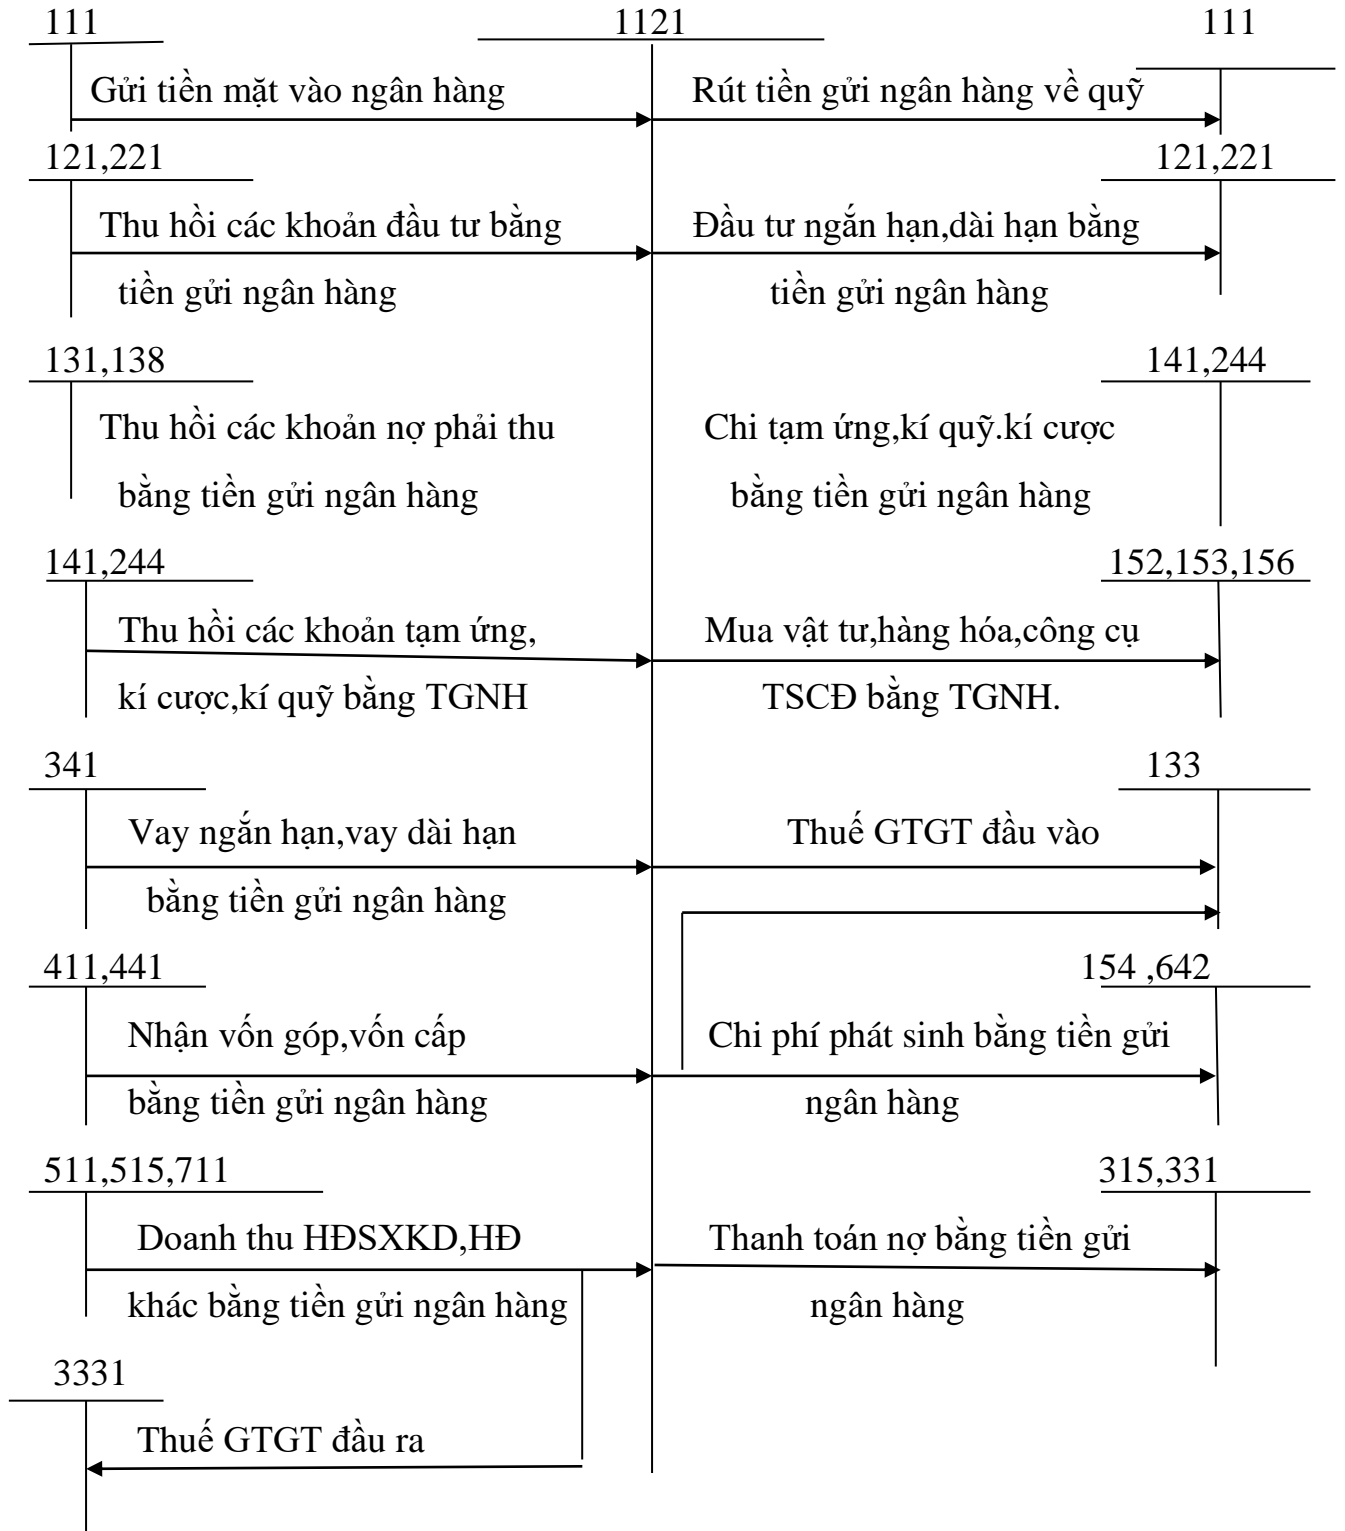 111 1121 111
Gửi tiền mặt vào ngân hàng Rút tiền gửi ngân hàng về quỹ
121,221 121,221
Thu hồi các khoản đầu tư bằng Đầu tư ngắn hạn,dài hạn bằng
tiền gửi ngân hàng tiền gửi ngân hàng
131,138 141,244
Thu hồi các khoản nợ phải thu Chi tạm ứng,kí quỹ.kí cược
bằng tiền gửi ngân hàng bằng tiền gửi ngân hàng
141,244 152,153,156
Thu hồi các khoản tạm ứng, Mua vật tư,hàng hóa,công cụ
kí cược,kí quỹ bằng TGNH TSCĐ bằng TGNH.
341 133
Vay ngắn hạn,vay dài hạn Thuế GTGT đầu vào
bằng tiền gửi ngân hàng
411,441 154 ,642
Nhận vốn góp,vốn cấp Chi phí phát sinh bằng tiền gửi
bằng tiền gửi ngân hàng ngân hàng
511,515,711 315,331
Doanh thu HĐSXKD,HĐ Thanh toán nợ bằng tiền gửi
khác bằng tiền gửi ngân hàng ngân hàng
3331
Thuế GTGT đầu ra